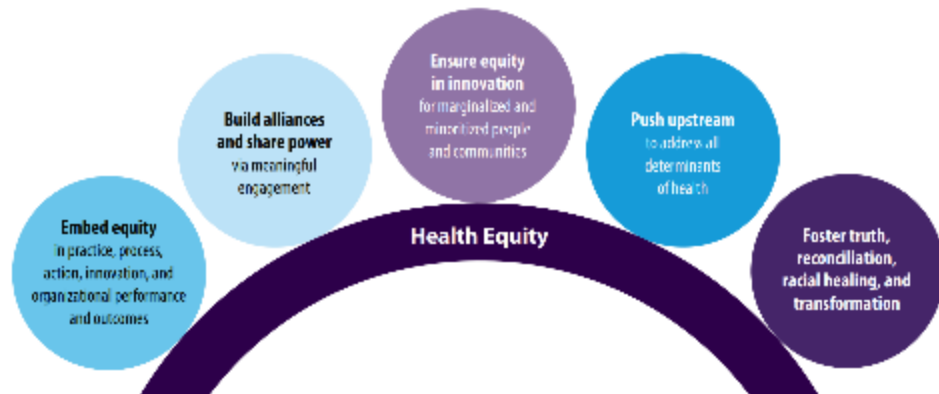 Embed equity
in practice, process,
action, innovation, and
organizational performance
and outcomes
Build alliances
and share power
via meaningful
engagement
Ensure equity
in innovation
for marginalized and
minoritized people
and communities
Push upstream
to address all
determinants
of health
Foster truth,
reconciliation,
racial healing, and
transformation
Health Equity